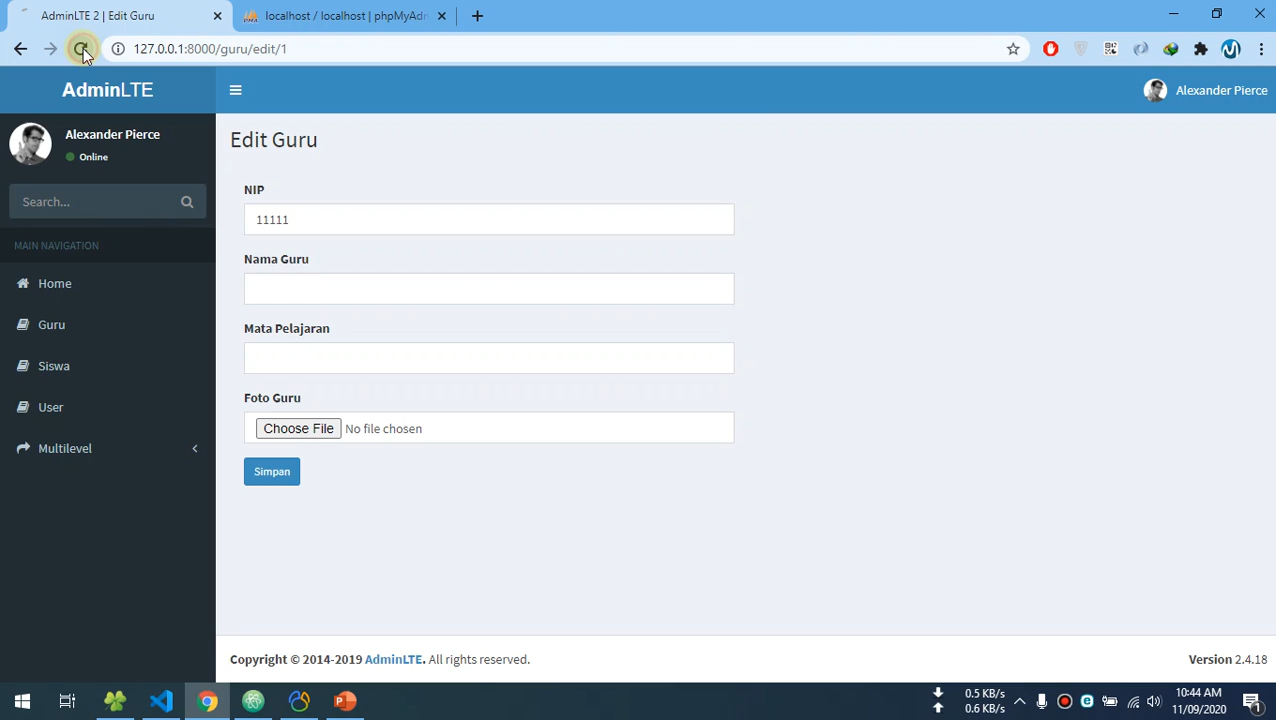 AdminLTE 2 | Edit Guru
localhost / localhost | phpMyAdm
127.0.0.1:8000/guru/edit/1
AdminLTE
Alexander Pierce
Alexander Pierce
Online
Search...
MAIN NAVIGATION
Home
Guru
Siswa
User
Multilevel
Edit Guru
NIP
11111
Nama Guru
Mata Pelajaran
Foto Guru
Choose File No file chosen
Simpan
Copyright © 2014-2019 AdminLTE. All rights reserved.
Version 2.4.18
0.5 KB/s
0.6 KB/s
10:44 AM
11/09/2020
1